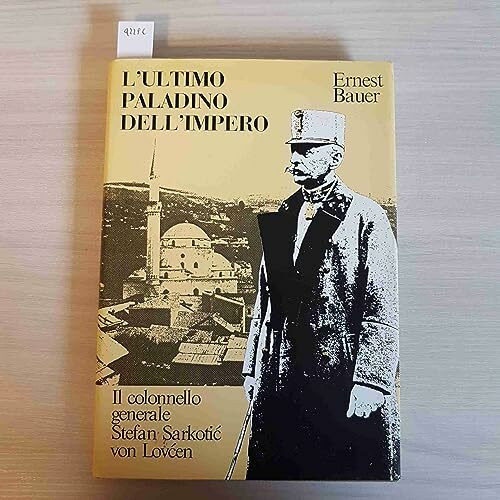 L'ULTIMO
PALADINO
DELL'IMPERO
Ernest
Bauer
Il colonnello
generale
Stefan Sarkotić
von Lovćen